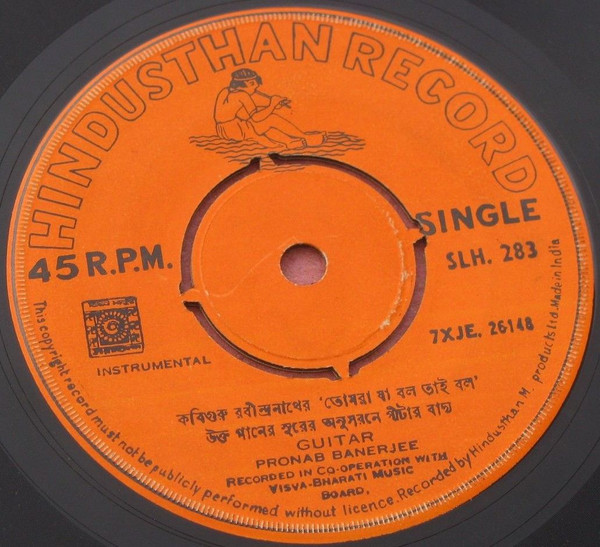 HINDUSTHAN RECORD
45 R.P.M.
SINGLE
SLH. 283
7XJE. 26148
INSTRUMENTAL
কবিগুরু রবীন্দ্রনাথের 'তোমরা যা বল তাই বল'
উক্ত গানের সুরের অনুসরনে গীটার বাদ্য
GUITAR
PRONAB BANERJEE
RECORDED IN CO-OPERATION WITH
VISVA-BHARATI MUSIC
BOARD.
This copyright record must not be publicly performed without licence. Recorded by Hindusthan M. products Ltd. Made in India